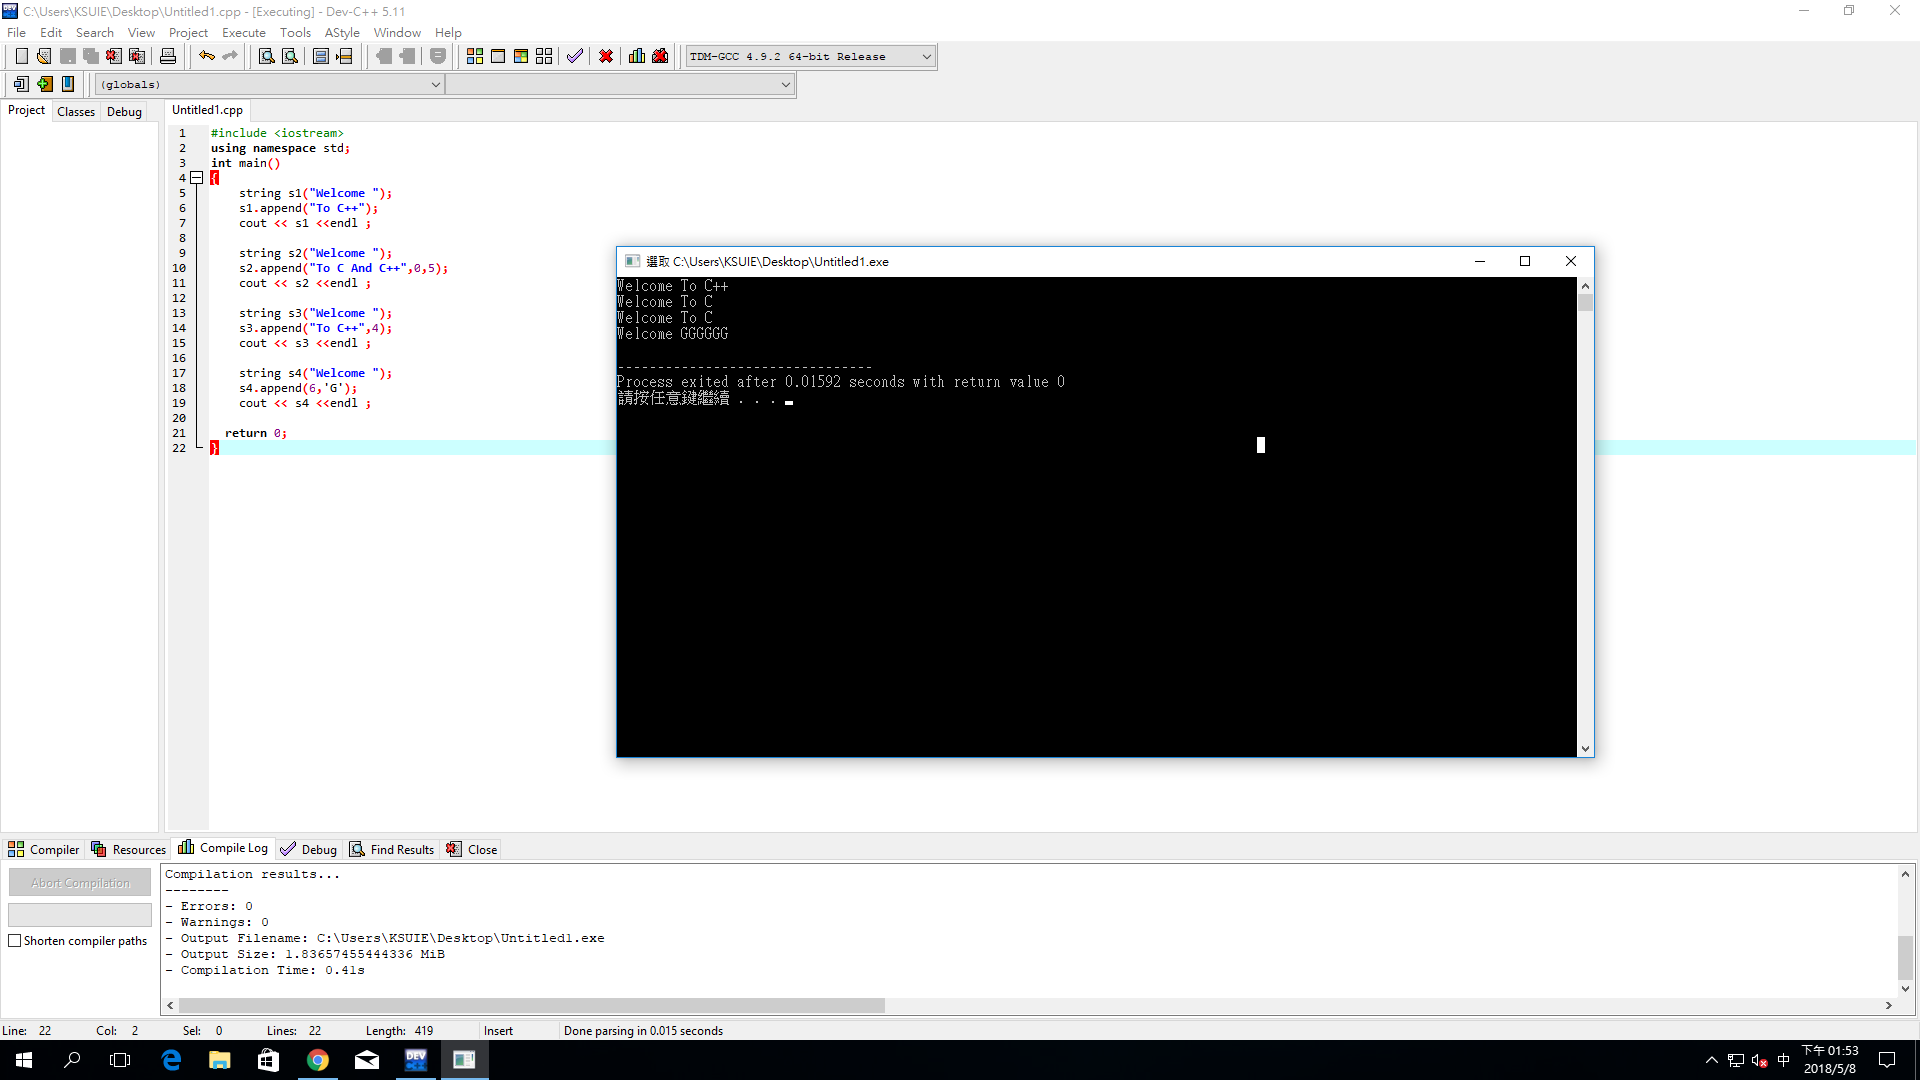 C:\Users\KSUIE\Desktop\Untitled1.cpp - [Executing] - Dev-C++ 5.11
File Edit Search View Project Execute Tools AStyle Window Help
TDM-GCC 4.9.2 64-bit Release
(globals)
Project Classes Debug Untitled1.cpp
1 #include <iostream>
2 using namespace std;
3 int main()
4 {
5 string s1("Welcome ");
6 s1.append("To C++");
7 cout << s1 <<endl ;
8
9 string s2("Welcome ");
10 s2.append("To C And C++",0,5);
11 cout << s2 <<endl ;
12
13 string s3("Welcome ");
14 s3.append("To C++",4);
15 cout << s3 <<endl ;
16
17 string s4("Welcome ");
18 s4.append(6,'G');
19 cout << s4 <<endl ;
20
21 return 0;
22 }
選取 C:\Users\KSUIE\Desktop\Untitled1.exe
Welcome To C++
Welcome To C
Welcome To C
Welcome GGGGGG
--------------------------------
Process exited after 0.01592 seconds with return value 0
請按任意鍵繼續 . . .
Compiler Resources Compile Log Debug Find Results Close
Abort Compilation
Shorten compiler paths
Compilation results...
--------
- Errors: 0
- Warnings: 0
- Output Filename: C:\Users\KSUIE\Desktop\Untitled1.exe
- Output Size: 1.83657455444336 MiB
- Compilation Time: 0.41s
Line: 22 Col: 2 Sel: 0 Lines: 22 Length: 419 Insert Done parsing in 0.015 seconds
DEV C++
中
下午 01:53
2018/5/8